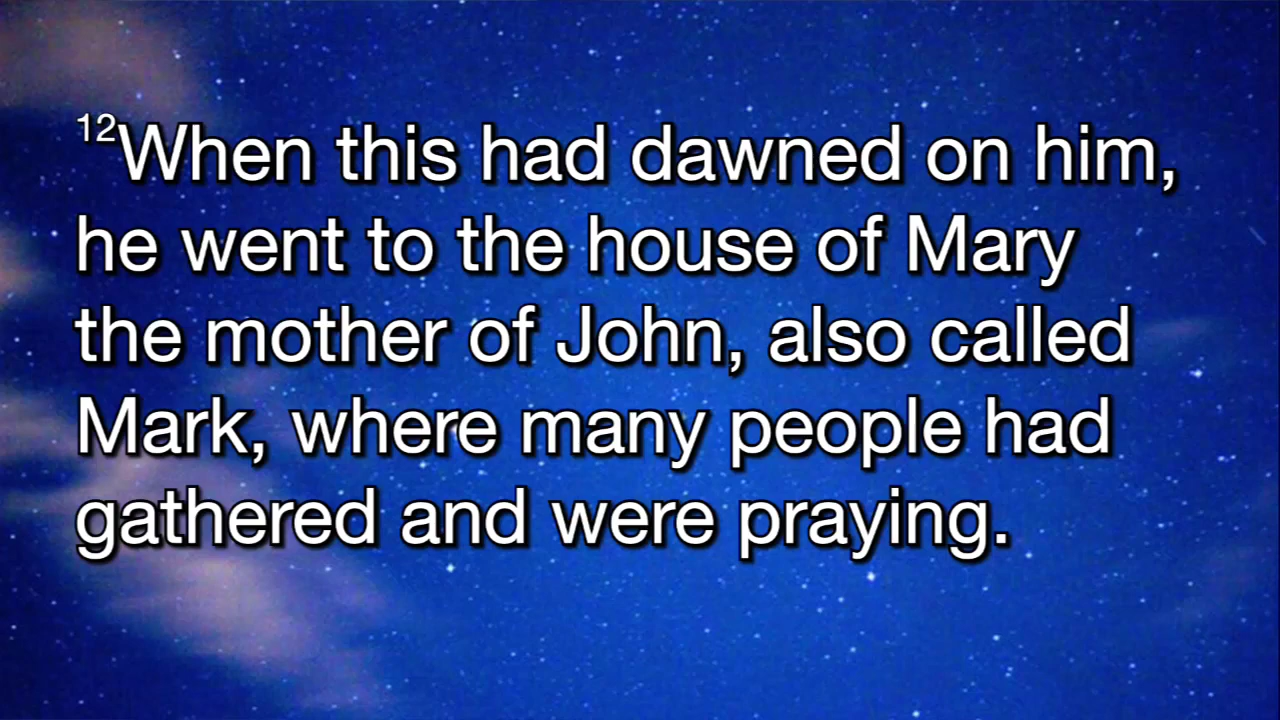 12When this had dawned on him,
he went to the house of Mary
the mother of John, also called
Mark, where many people had
gathered and were praying.